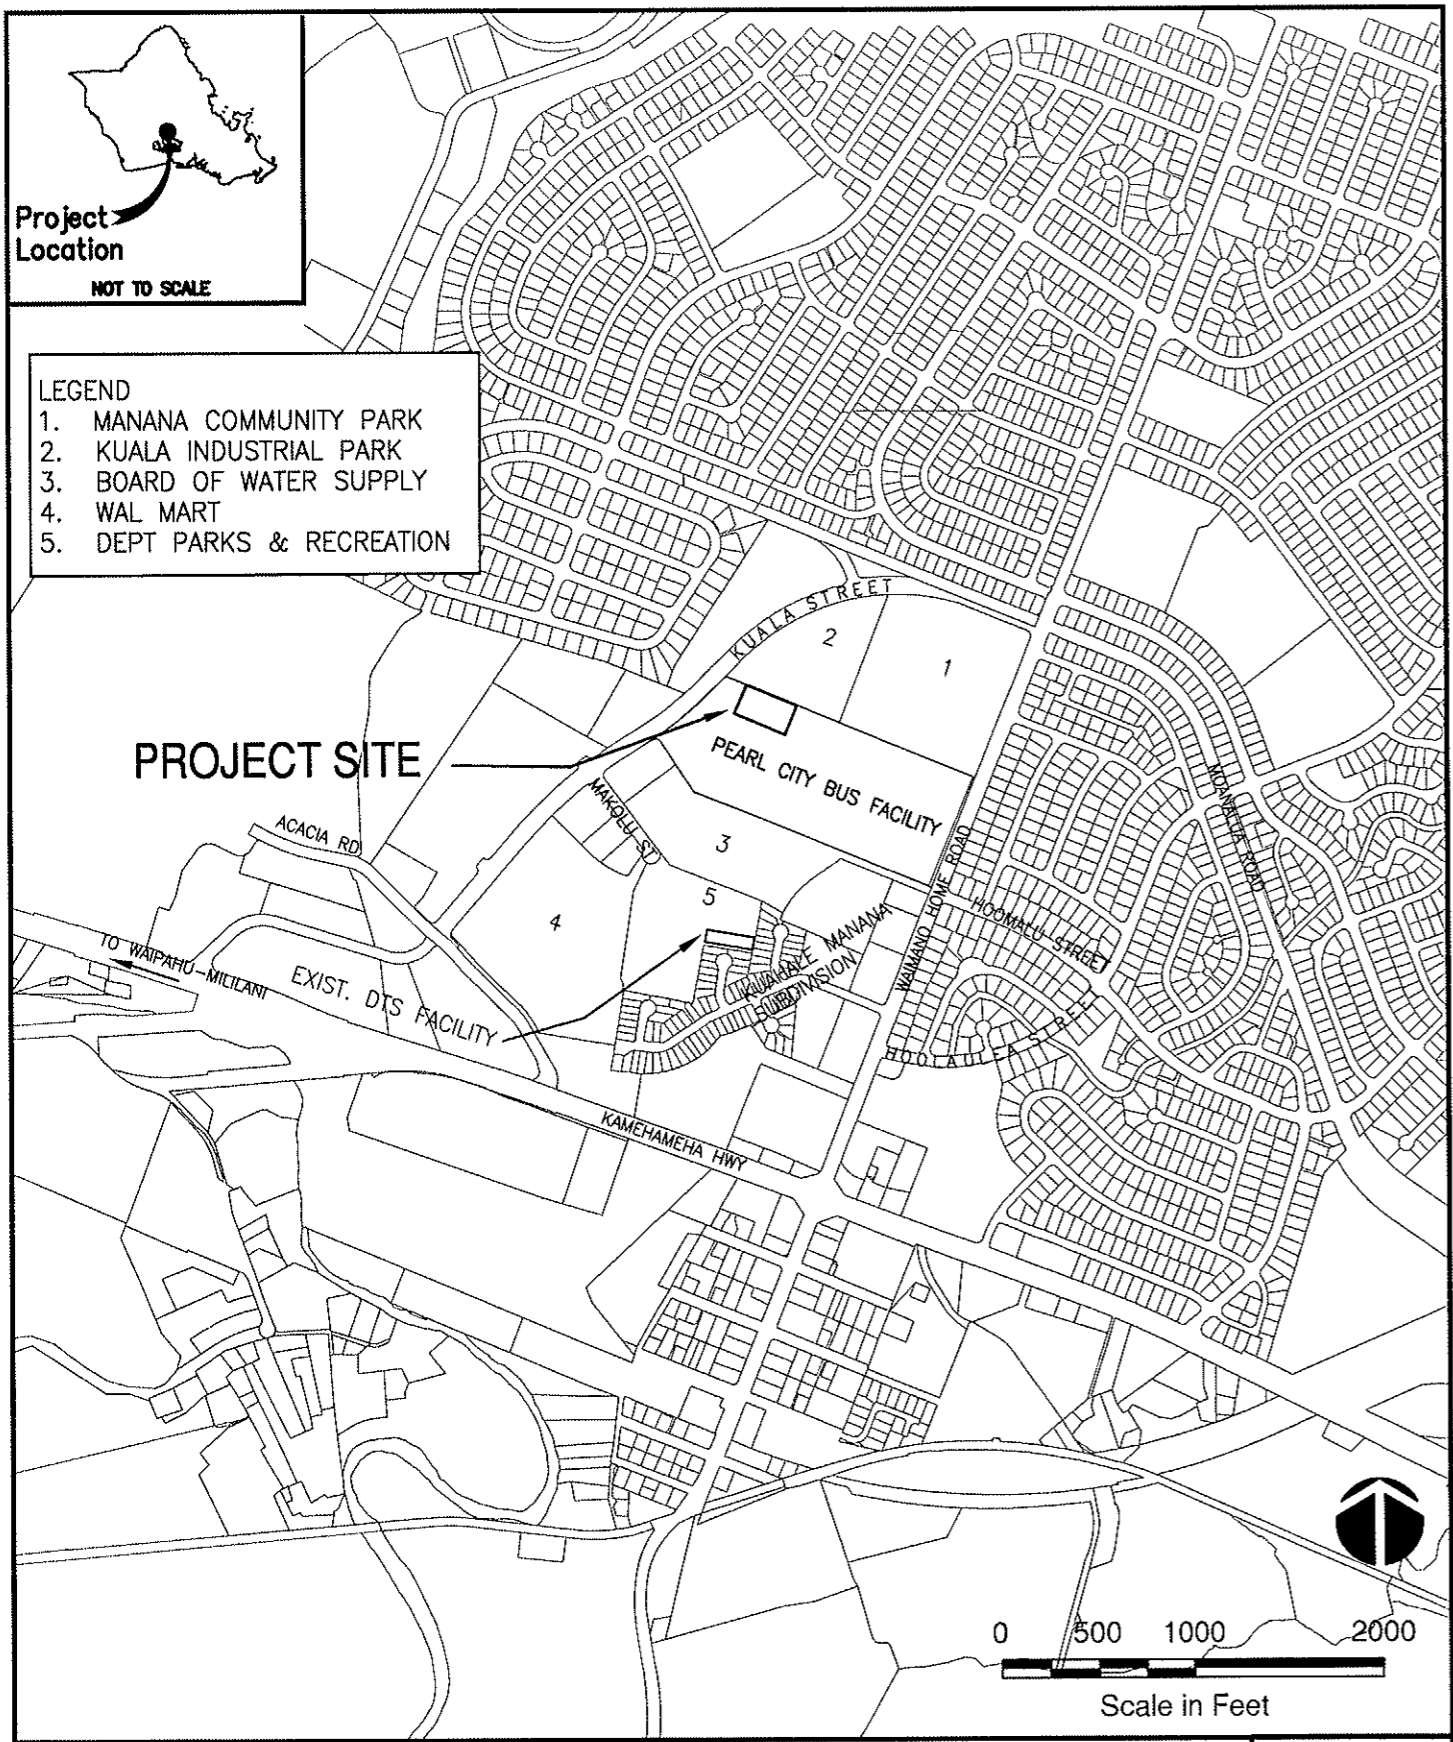 Project
Location
NOT TO SCALE
LEGEND
1. MANANA COMMUNITY PARK
2. KUALA INDUSTRIAL PARK
3. BOARD OF WATER SUPPLY
4. WAL MART
5. DEPT PARKS & RECREATION
KUALA STREET
2
1
PROJECT SITE
PEARL CITY BUS FACILITY
MAKOLU ST
MOANALUA ROAD
ACACIA RD
3
WAIMANO HOME ROAD
5
4
HOOMALU STREET
KUAHALE MANANA
SUBDIVISION
TO WAIPAHU-MILILANI
EXIST. DTS FACILITY
HOOLAULEA STREET
KAMEHAMEHA HWY
0 500 1000 2000
Scale in Feet